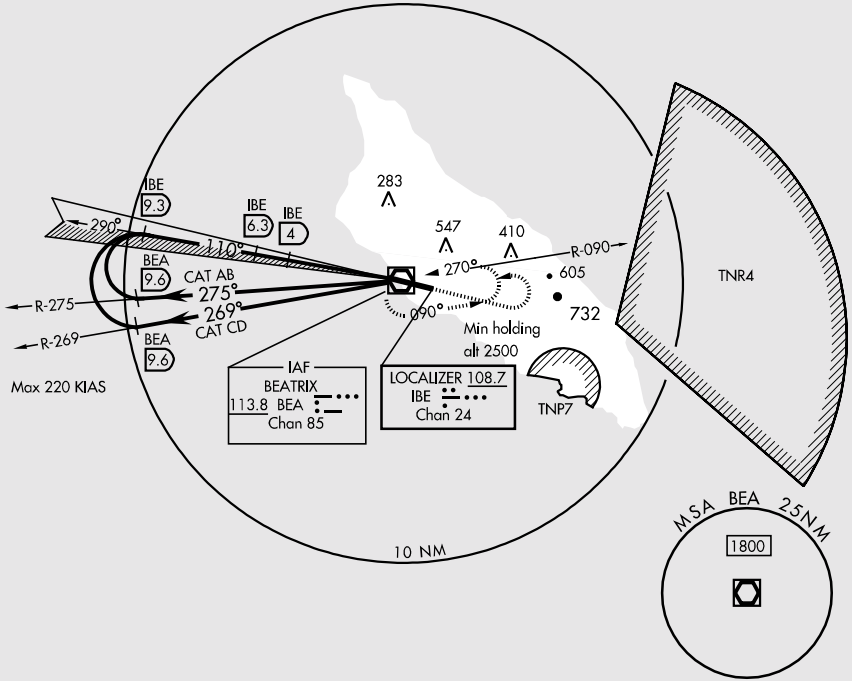 283
547
410
R-090
270°
605
732
TNR4
IBE
9.3
IBE
6.3
IBE
4
290°
110°
BEA
9.6
CAT AB
275°
269°
CAT CD
R-275
R-269
BEA
9.6
Max 220 KIAS
090°
Min holding
alt 2500
TNP7
IAF
BEATRIX
113.8 BEA
Chan 85
LOCALIZER 108.7
IBE
Chan 24
10 NM
MSA BEA 25NM
1800